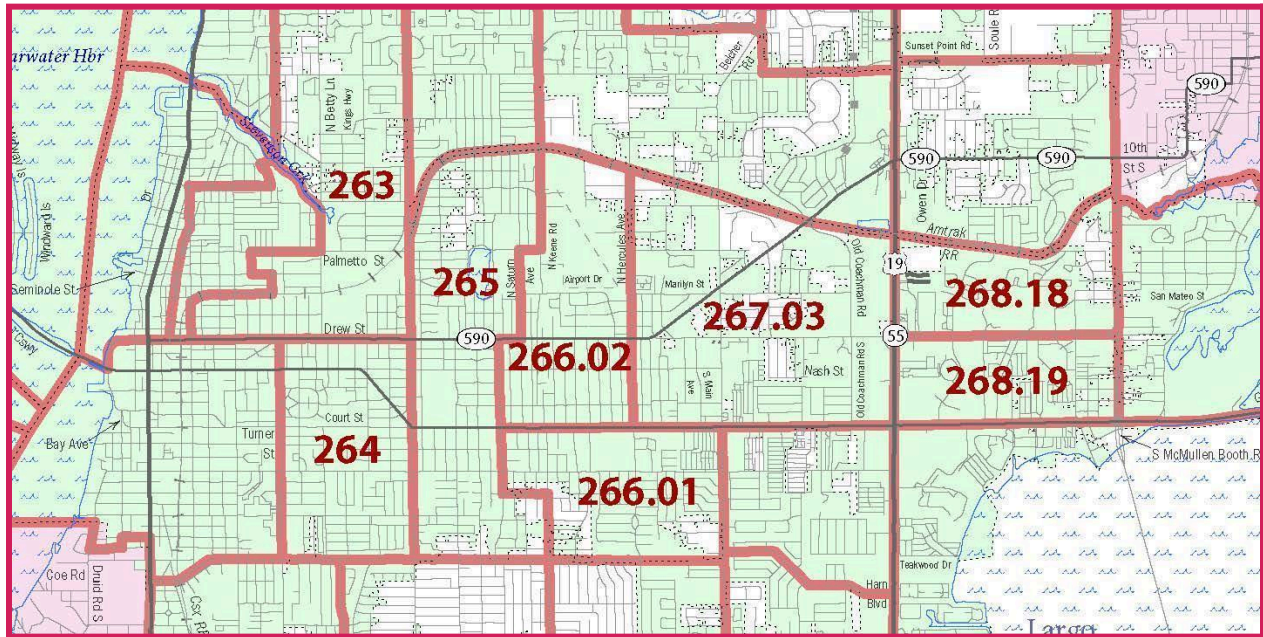 arwater Hbr
Sunset Point Rd
Belcher
Rd
590
N Betty Ln
Kings Hwy
Stevenson Crk
10th
St S
590
590
263
Owen Dr
Windward Is
Amtrak
RR
Palmetto St
N Keene Rd
N Hercules Ave
Old Coachman Rd
19
Seminole St
265
N Saturn
Ave
Airport Dr
Marilyn St
268.18
San Mateo St
267.03
Drew St
590
55
266.02
Nash St
268.19
S Main
Ave
Old Coachman Rd S
Court St
Turner
St
264
Bay Ave
S McMullen Booth R
266.01
Teakwood Dr
Coe Rd
Druid Rd S
CSX RR
Harn
Blvd
Largo